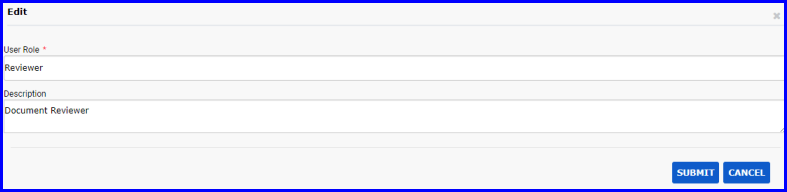 Edit
User Role *
Reviewer
Description
Document Reviewer
SUBMIT CANCEL